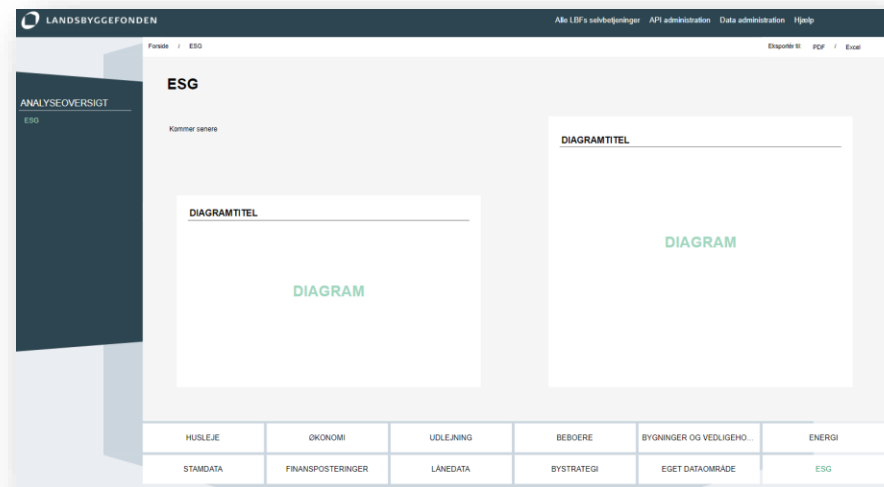 LANDSBYGGEFONDEN
Alle LBFs selvbetjeninger API administration Data administration Hjælp
Forside / ESG
Eksportér til: PDF / Excel
ANALYSEOVERSIGT
ESG
ESG
Kommer senere
DIAGRAMTITEL
DIAGRAM
DIAGRAMTITEL
DIAGRAM
HUSLEJE ØKONOMI UDLEJNING BEBOERE BYGNINGER OG VEDLIGEHO... ENERGI
STAMDATA FINANSPOSTERINGER LÅNEDATA BYSTRATEGI EGET DATAOMRÅDE ESG